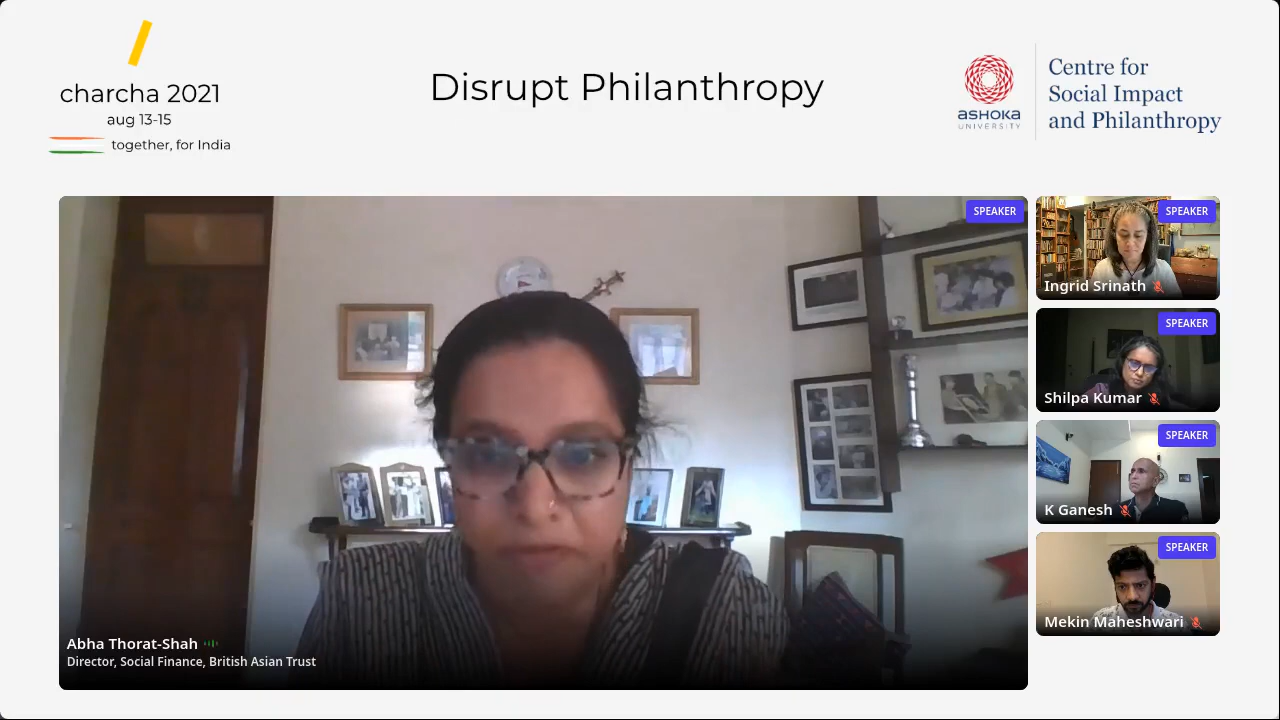 charcha 2021
aug 13-15
together, for India
Disrupt Philanthropy
ASHOKA
UNIVERSITY
Centre for
Social Impact
and Philanthropy
SPEAKER
Abha Thorat-Shah
Director, Social Finance, British Asian Trust
SPEAKER
Ingrid Srinath
SPEAKER
Shilpa Kumar
SPEAKER
K Ganesh
SPEAKER
Mekin Maheshwari